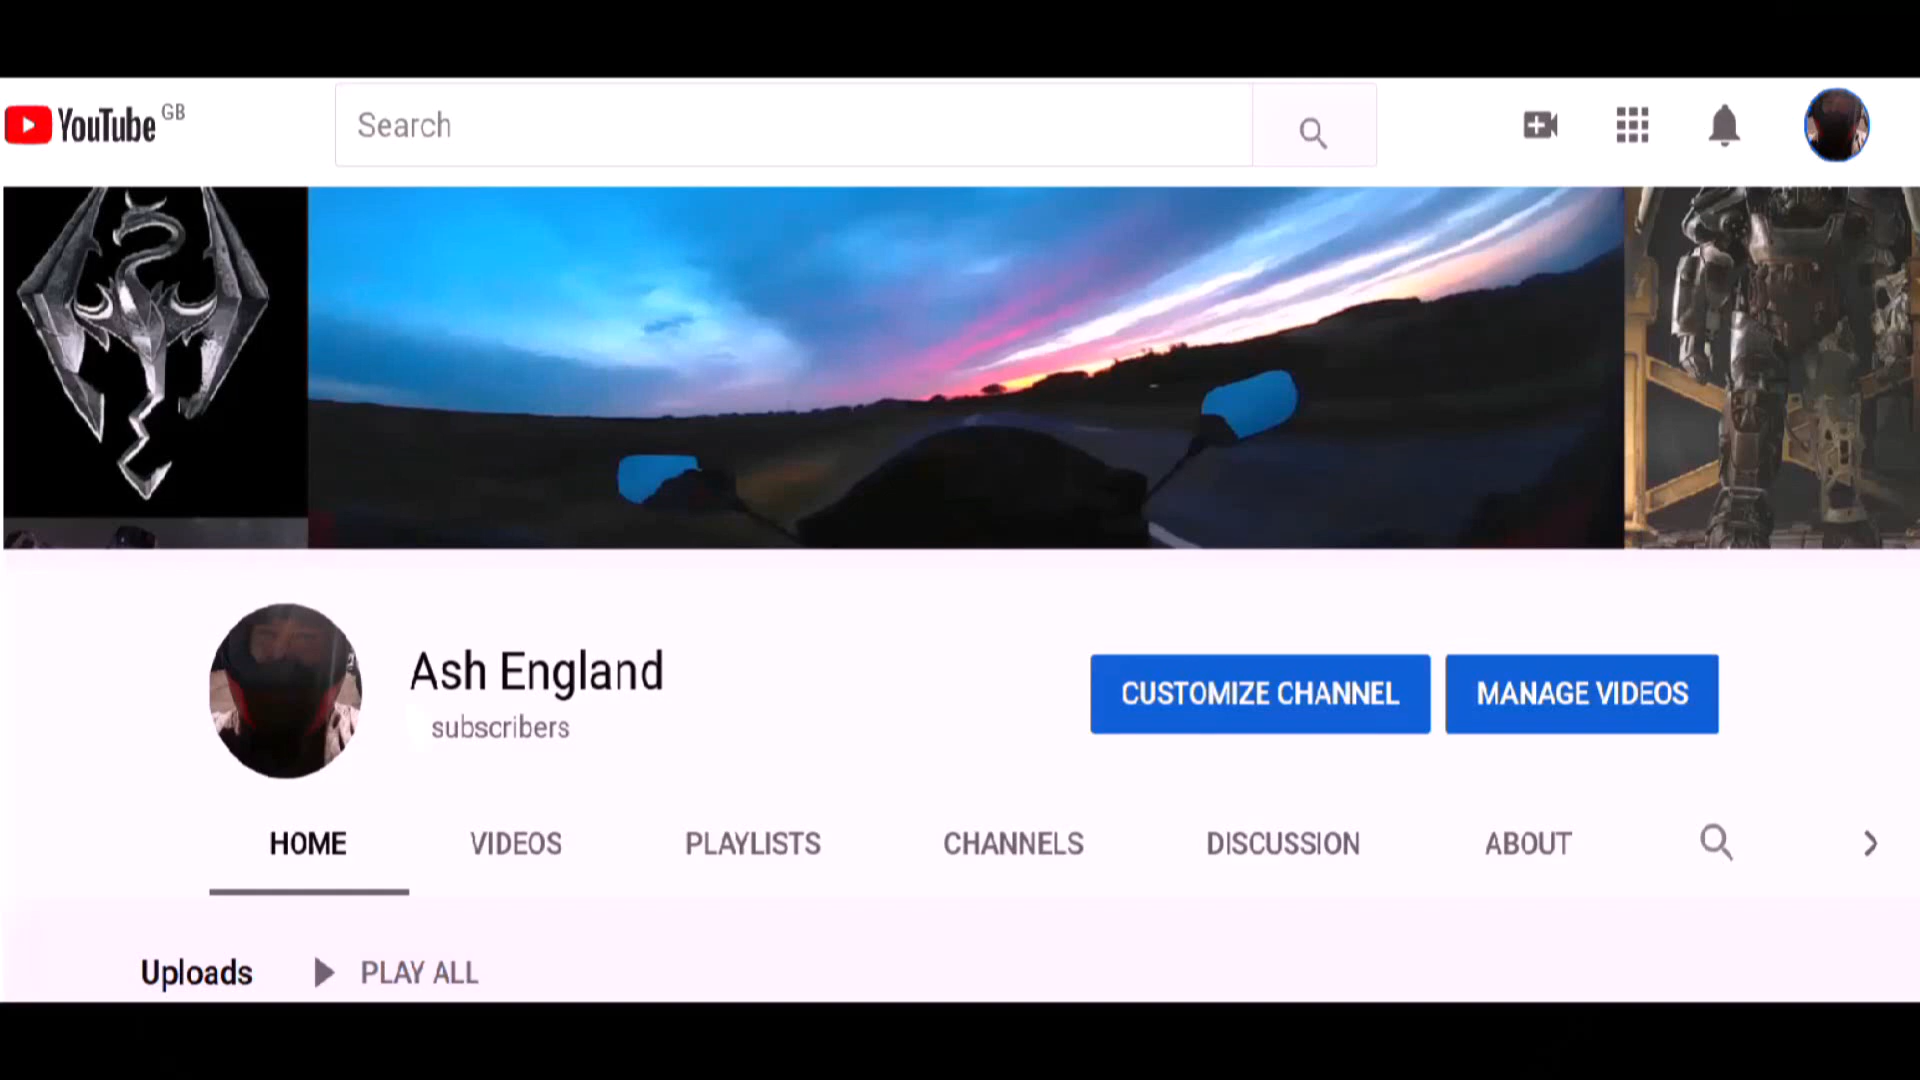 YouTube GB
Search
Ash England
subscribers
CUSTOMIZE CHANNEL
MANAGE VIDEOS
HOME
VIDEOS
PLAYLISTS
CHANNELS
DISCUSSION
ABOUT
Uploads
PLAY ALL